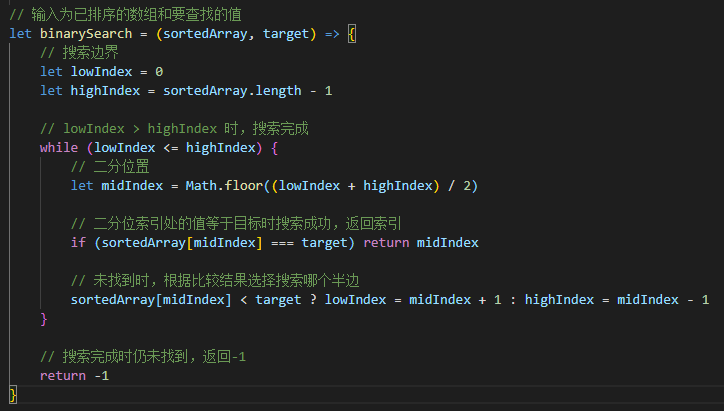 // 输入为已排序的数组和要查找的值
let binarySearch = (sortedArray, target) => {
    // 搜索边界
    let lowIndex = 0
    let highIndex = sortedArray.length - 1

    // lowIndex > highIndex 时，搜索完成
    while (lowIndex <= highIndex) {
        // 二分位置
        let midIndex = Math.floor((lowIndex + highIndex) / 2)

        // 二分位索引处的值等于目标时搜索成功，返回索引
        if (sortedArray[midIndex] === target) return midIndex

        // 未找到时，根据比较结果选择搜索哪个半边
        sortedArray[midIndex] < target ? lowIndex = midIndex + 1 : highIndex = midIndex - 1
    }

    // 搜索完成时仍未找到，返回-1
    return -1
}